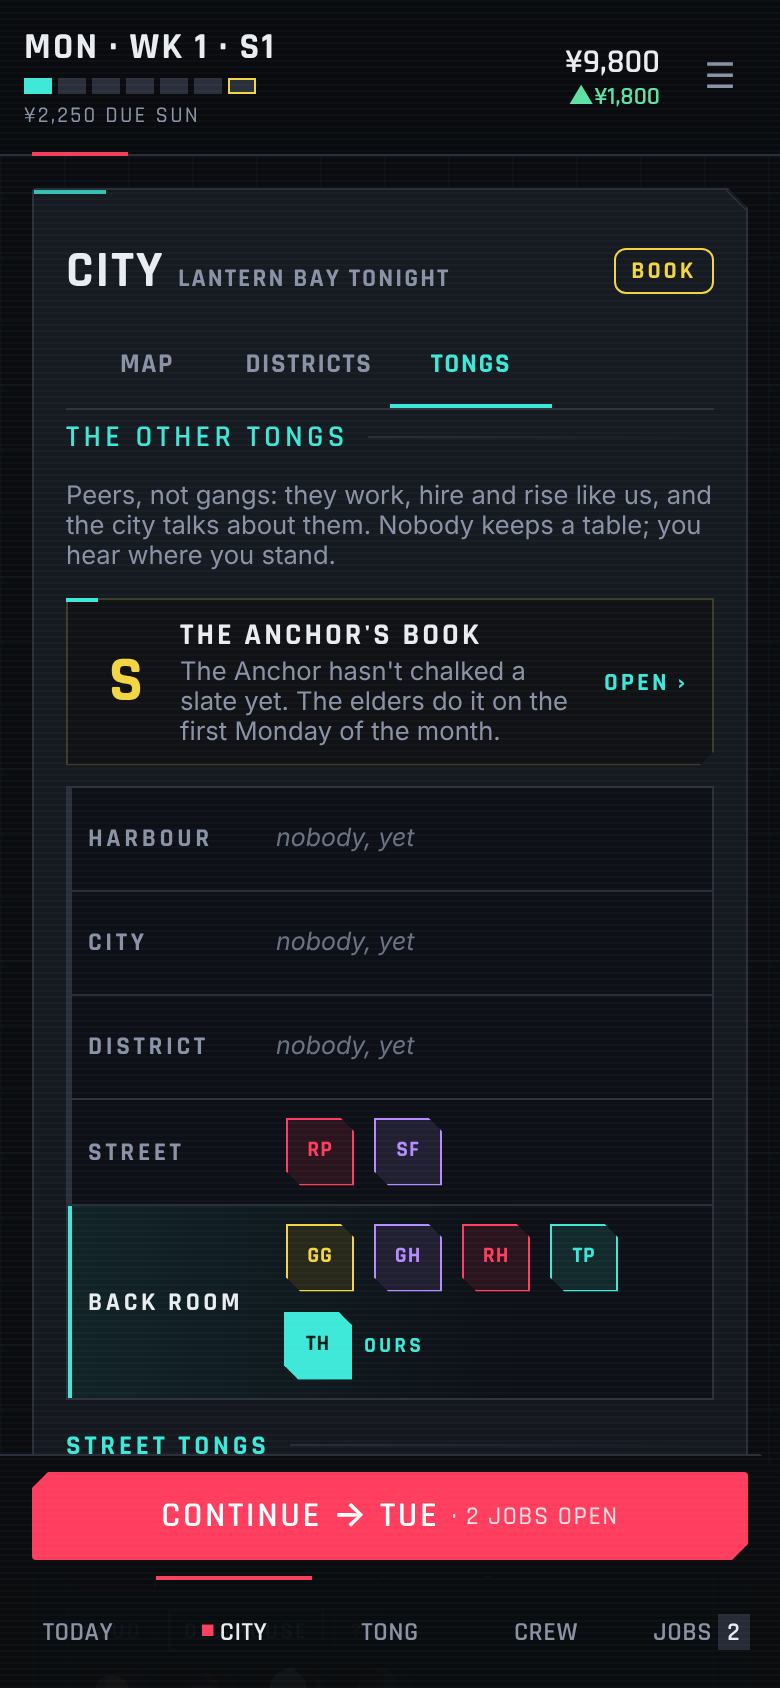 MON · WK 1 · S1
¥2,250 DUE SUN
¥9,800
▲¥1,800
☰
CITY LANTERN BAY TONIGHT
BOOK
MAP DISTRICTS TONGS
THE OTHER TONGS
Peers, not gangs: they work, hire and rise like us, and
the city talks about them. Nobody keeps a table; you
hear where you stand.
S
THE ANCHOR'S BOOK
The Anchor hasn't chalked a
slate yet. The elders do it on the
first Monday of the month.
OPEN ›
HARBOUR nobody, yet
CITY nobody, yet
DISTRICT nobody, yet
STREET RP SF
BACK ROOM GG GH RH TP
TH OURS
STREET TONGS
CONTINUE → TUE · 2 JOBS OPEN
TODAY CITY TONG CREW JOBS 2